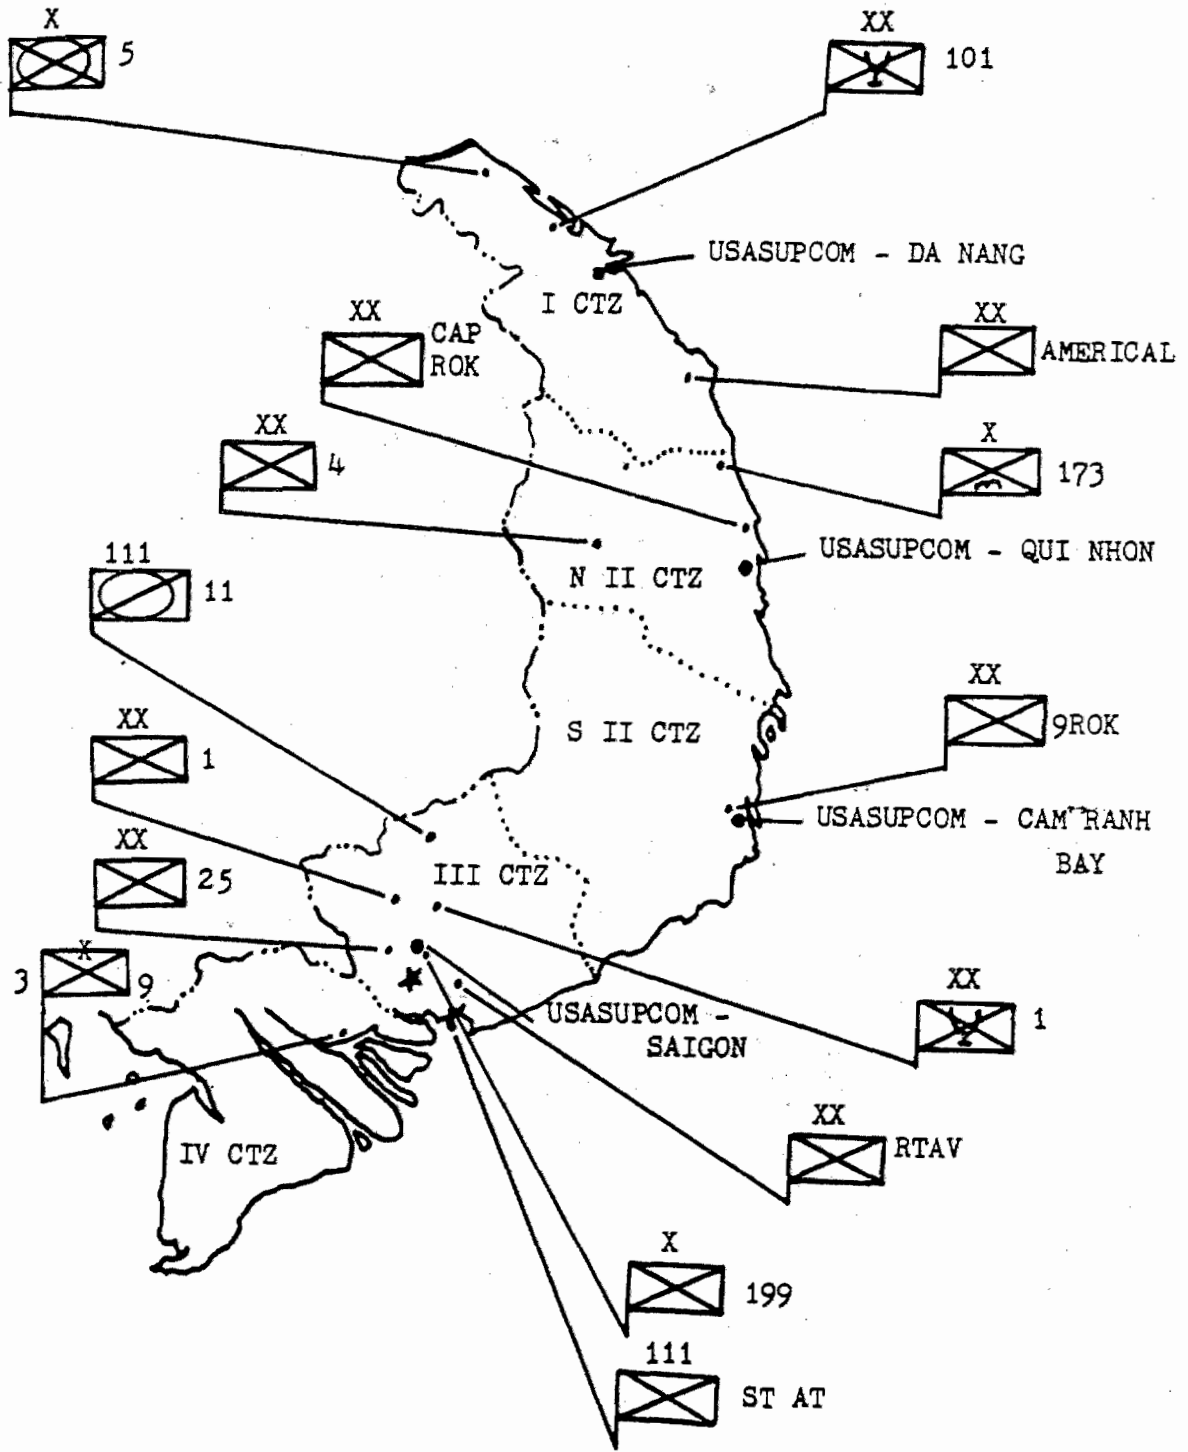 X
5
XX
101
USASUPCOM - DA NANG
I CTZ
XX
CAP
ROK
XX
AMERICAL
XX
4
X
173
111
11
USASUPCOM - QUI NHON
N II CTZ
XX
9ROK
S II CTZ
XX
1
USASUPCOM - CAM RANH
BAY
XX
25
III CTZ
X
3
9
XX
1
USASUPCOM -
SAIGON
XX
RTAV
IV CTZ
X
199
111
ST AT